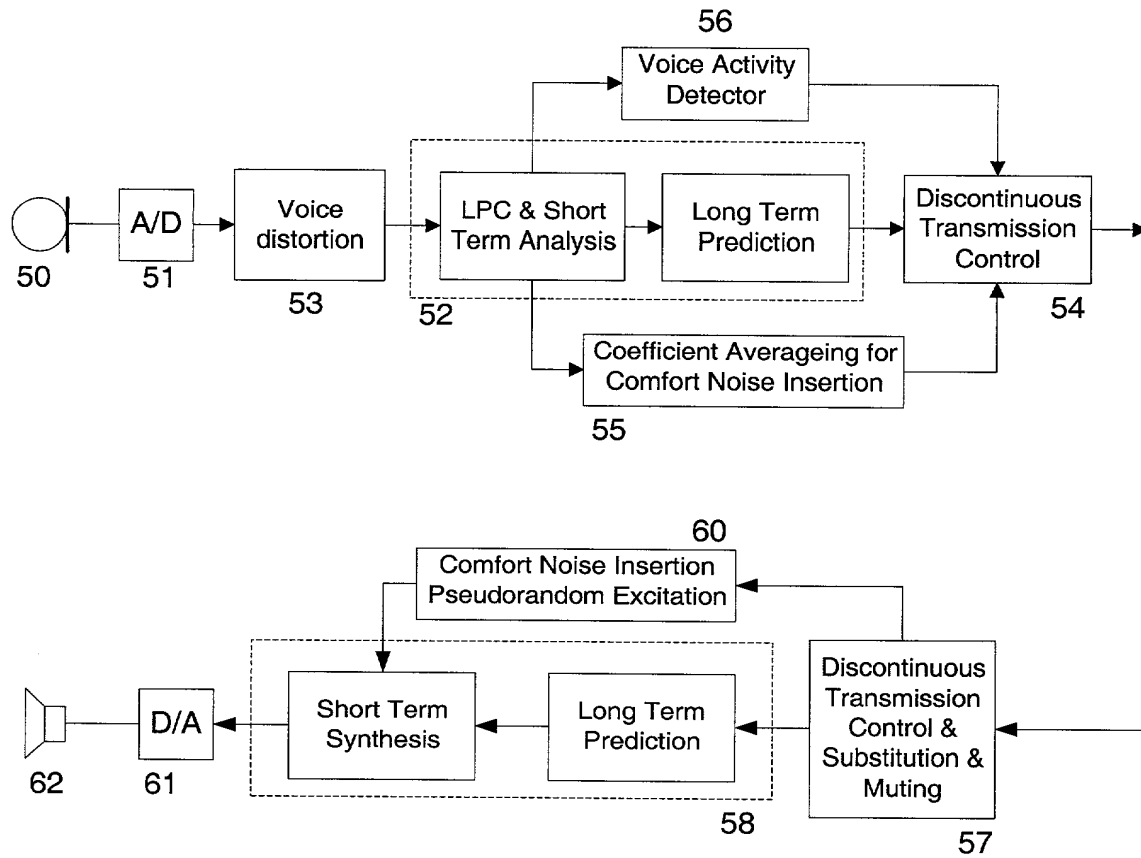 56
Voice Activity
Detector
A/D
Voice
distortion
LPC & Short
Term Analysis
Long Term
Prediction
Discontinuous
Transmission
Control
50
51
53
52
54
Coefficient Averageing for
Comfort Noise Insertion
55
60
Comfort Noise Insertion
Pseudorandom Excitation
D/A
Short Term
Synthesis
Long Term
Prediction
Discontinuous
Transmission
Control &
Substitution &
Muting
62
61
58
57